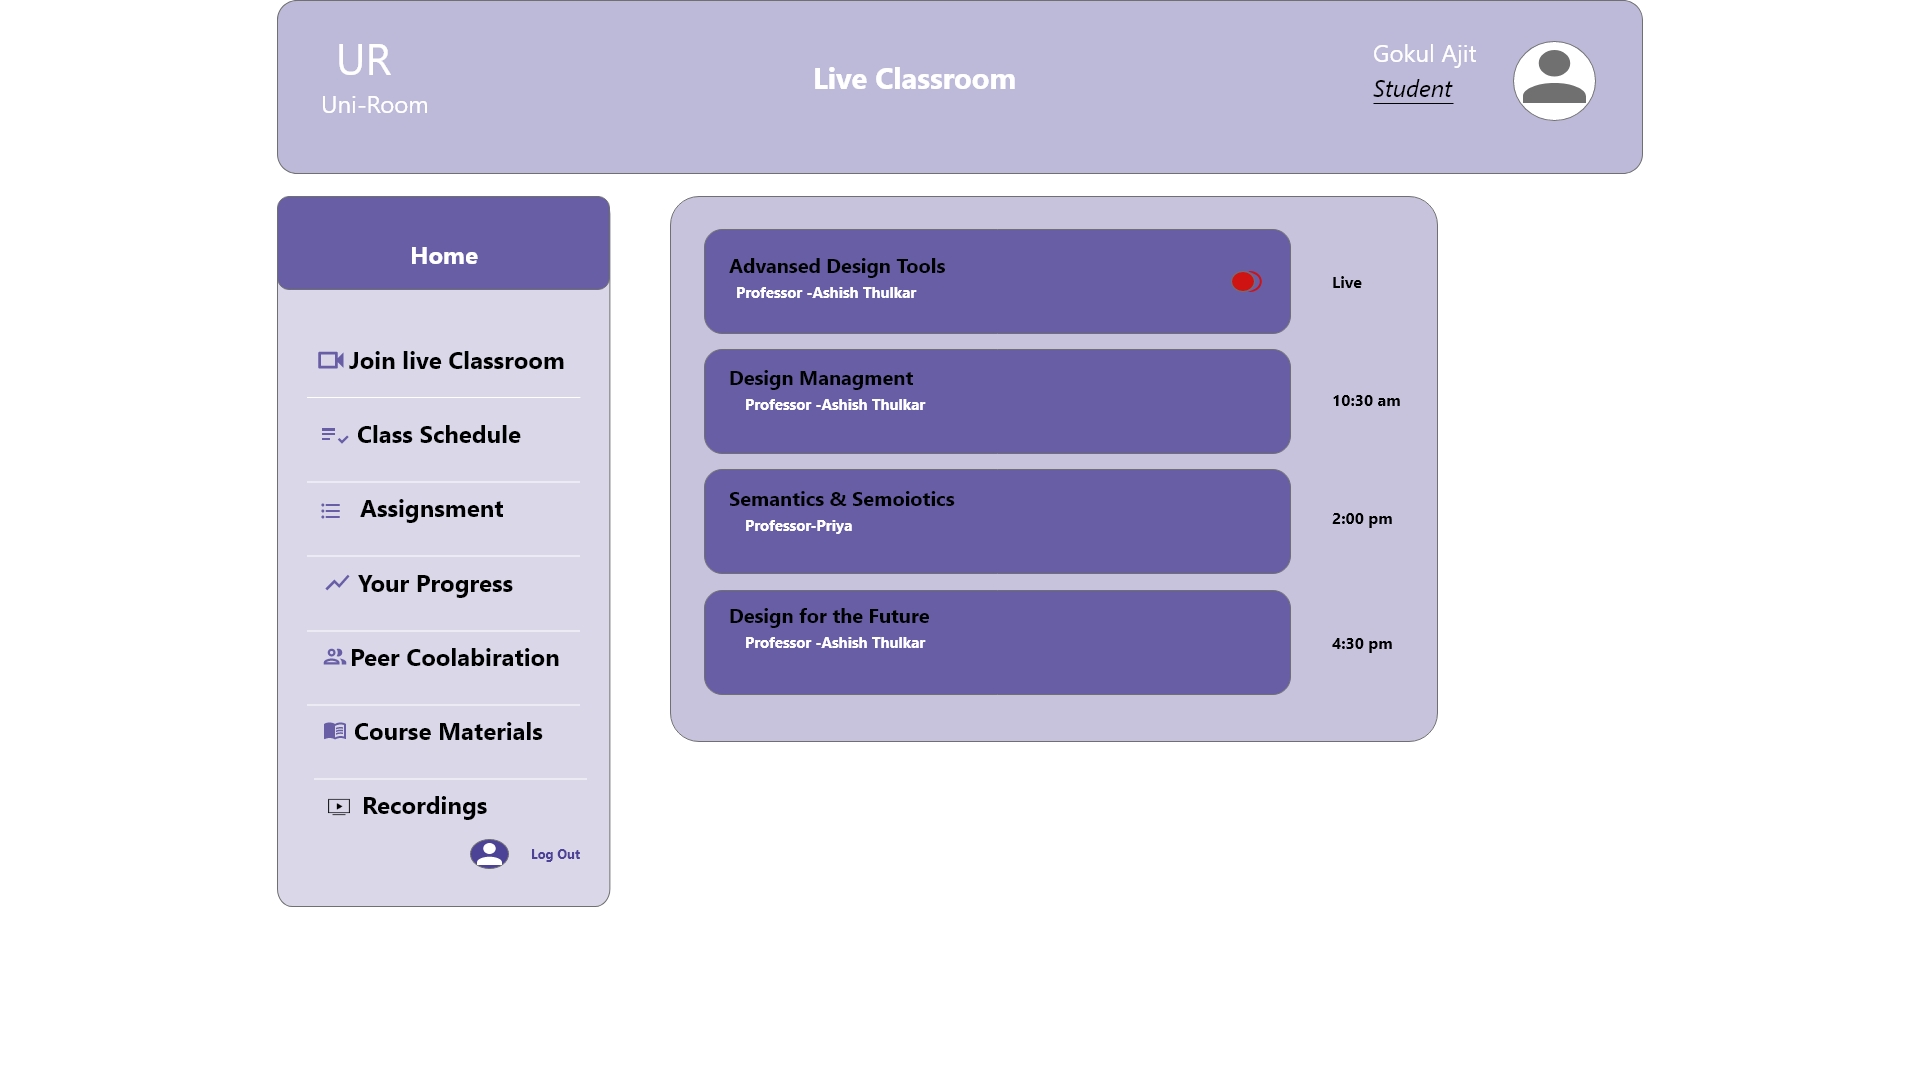 UR
Uni-Room
Live Classroom
Gokul Ajit
Student
Home
Join live Classroom
Class Schedule
Assignsment
Your Progress
Peer Coolabiration
Course Materials
Recordings
Log Out
Advansed Design Tools
Professor -Ashish Thulkar
Live
Design Managment
Professor -Ashish Thulkar
10:30 am
Semantics & Semoiotics
Professor-Priya
2:00 pm
Design for the Future
Professor -Ashish Thulkar
4:30 pm